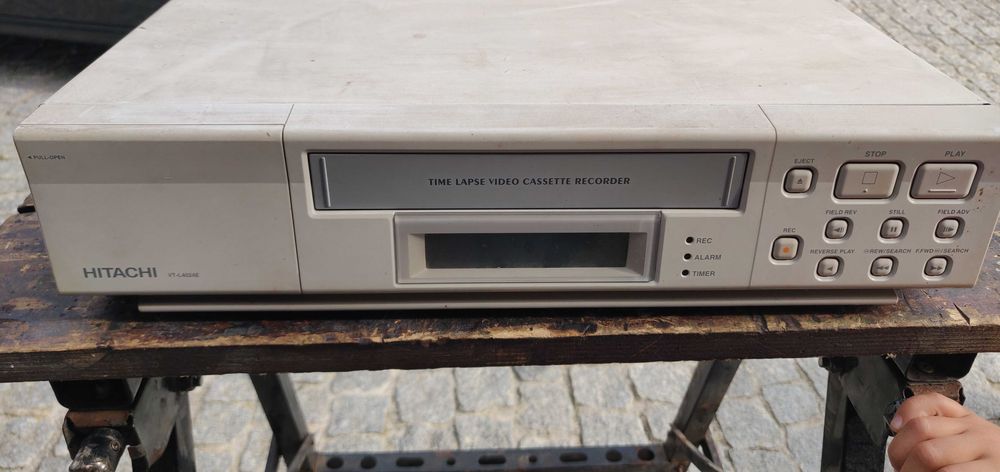 ◄ PULL-OPEN
HITACHI
TIME LAPSE VIDEO CASSETTE RECORDER
REC
ALARM
TIMER
EJECT
STOP
PLAY
FIELD REV
STILL
FIELD ADV
REC
REVERSE PLAY
REW/SEARCH
F.FWD /SEARCH